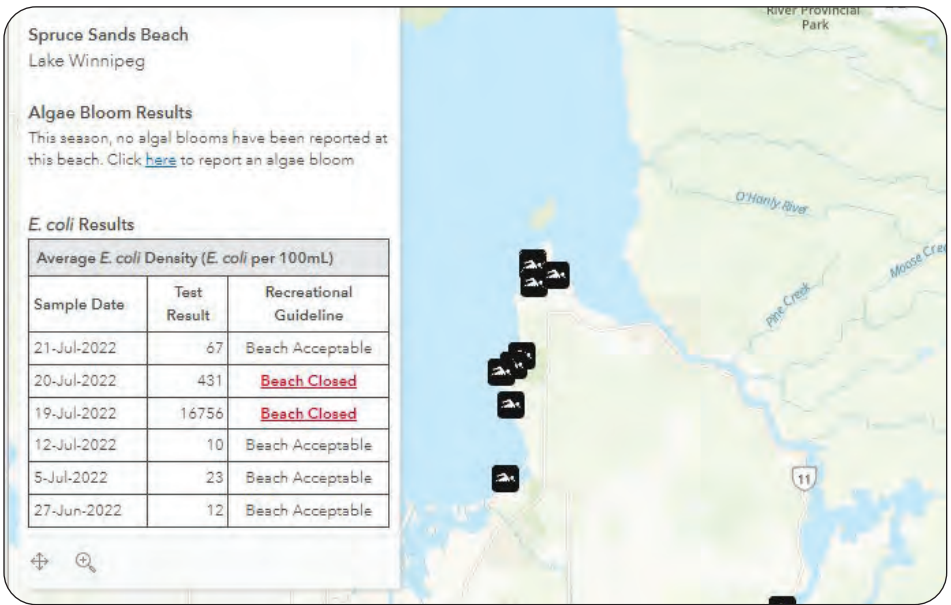 Spruce Sands Beach
Lake Winnipeg
Algae Bloom Results
This season, no algal blooms have been reported at
this beach. Click here to report an algae bloom
E. coli Results
Average E. coli Density (E. coli per 100mL)
Sample Date Test Result Recreational Guideline
21-Jul-2022 67 Beach Acceptable
20-Jul-2022 431 Beach Closed
19-Jul-2022 16756 Beach Closed
12-Jul-2022 10 Beach Acceptable
5-Jul-2022 23 Beach Acceptable
27-Jun-2022 12 Beach Acceptable
River Provincial
Park
O'Hanly River
Moose Cree
Pine Creek
11